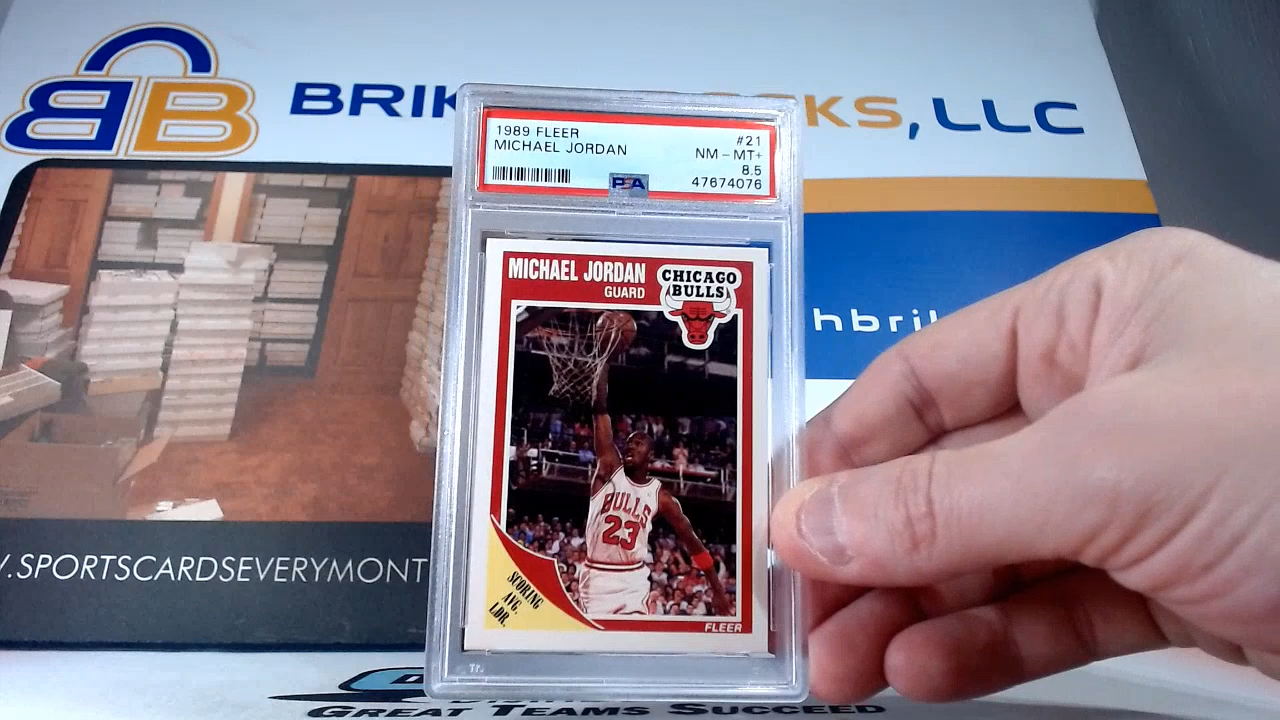 BB
BRIK
CKS, LLC
1989 FLEER
#21
MICHAEL JORDAN
NM-MT+
8.5
PSA
47674076
MICHAEL JORDAN
GUARD
CHICAGO
BULLS
hbril
BULLS
23
SCORING
AVG.
LDR.
FLEER
.SPORTSCARDSEVERYMONT
GREAT TEAMS SUCCEED